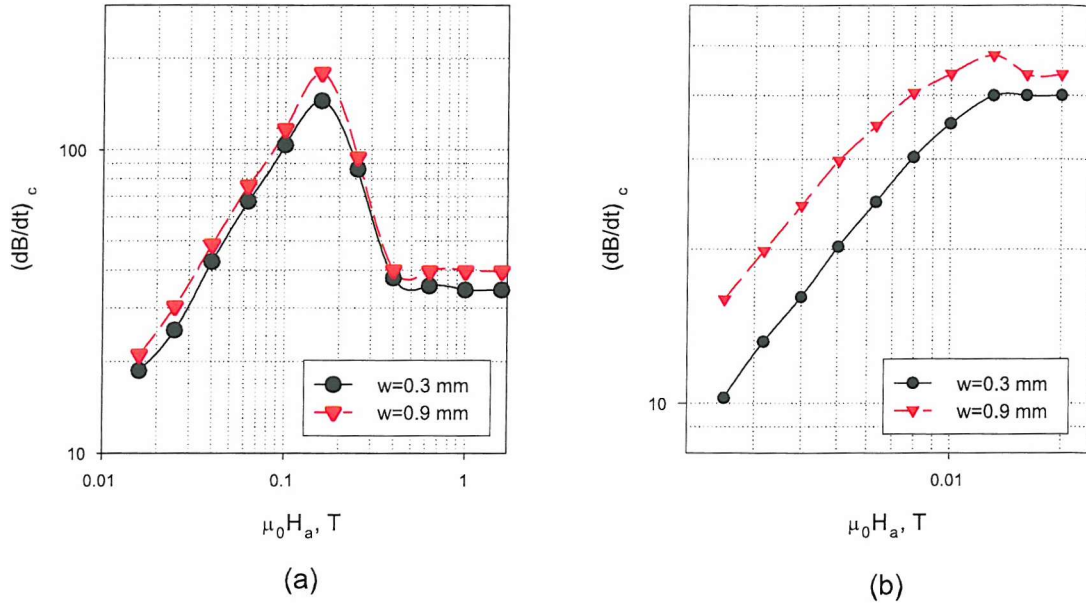 100
10
0.01
0.1
1
(dB/dt) c
μ₀Hₐ, T
w=0.3 mm
w=0.9 mm
(a)
10
0.01
(dB/dt) c
μ₀Hₐ, T
w=0.3 mm
w=0.9 mm
(b)